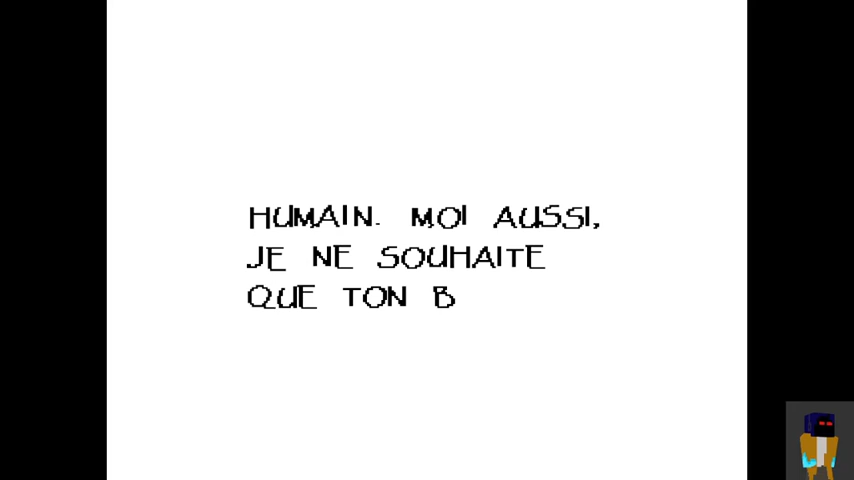 HUMAIN. MOI AUSSI,
JE NE SOUHAITE
QUE TON B